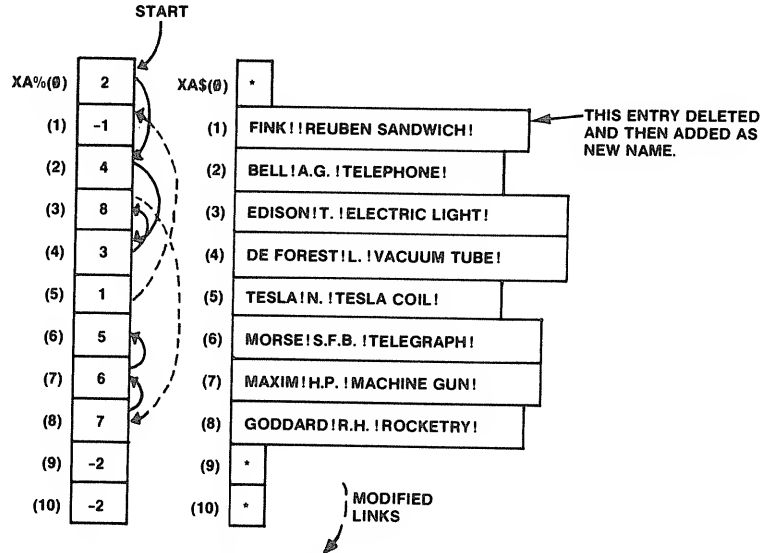 START
XA%(0) 2 XA$(0) *
(1) -1 (1) FINK!!REUBEN SANDWICH!
THIS ENTRY DELETED
AND THEN ADDED AS
NEW NAME.
(2) 4 (2) BELL!A.G.!TELEPHONE!
(3) 8 (3) EDISON!T.!ELECTRIC LIGHT!
(4) 3 (4) DE FOREST!L.!VACUUM TUBE!
(5) 1 (5) TESLA!N.!TESLA COIL!
(6) 5 (6) MORSE!S.F.B.!TELEGRAPH!
(7) 6 (7) MAXIM!H.P.!MACHINE GUN!
(8) 7 (8) GODDARD!R.H.!ROCKETRY!
(9) -2 (9) *
(10) -2 (10) *
MODIFIED
LINKS